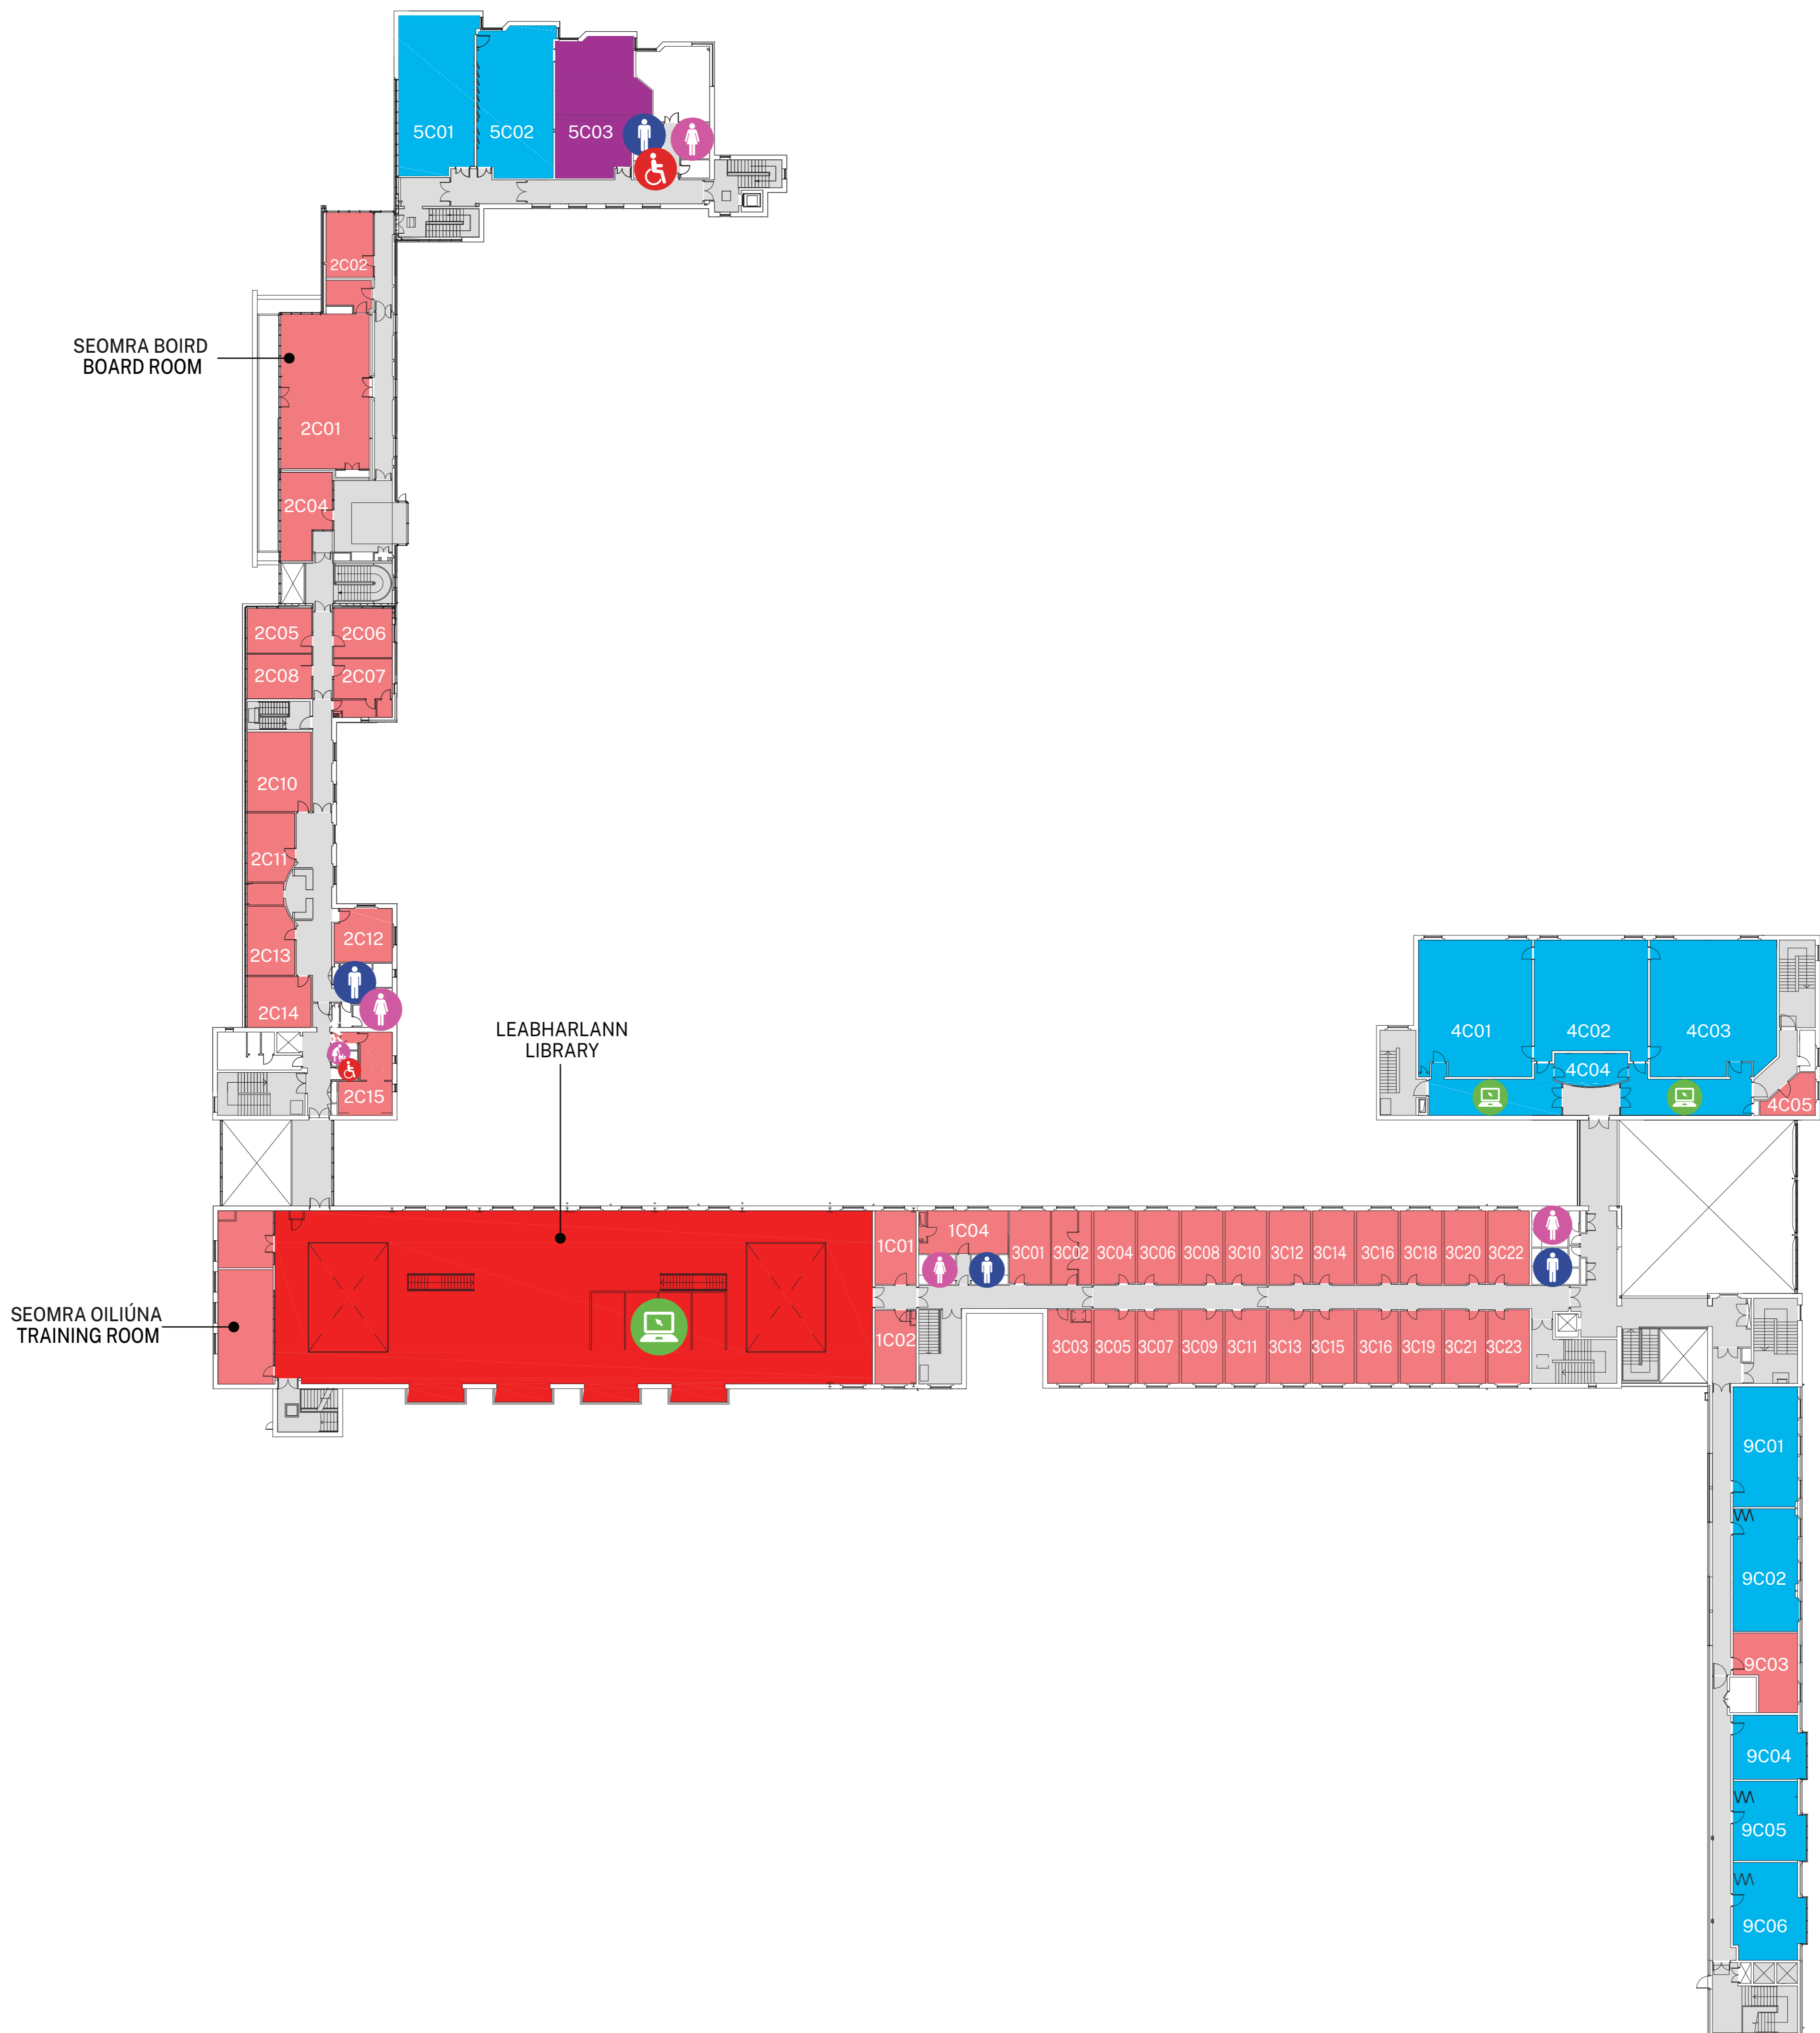 5C01 5C02 5C03
2C02
SEOMRA BOIRD
BOARD ROOM
2C01
2C04
2C05 2C06
2C08 2C07
2C10
2C11
2C12
2C13
2C14
2C15
LEABHARLANN
LIBRARY
4C01 4C02 4C03
4C04
4C05
SEOMRA OILIÚNA
TRAINING ROOM
1C01 1C04 3C01 3C02 3C04 3C06 3C08 3C10 3C12 3C14 3C16 3C18 3C20 3C22
1C02 3C03 3C05 3C07 3C09 3C11 3C13 3C15 3C16 3C19 3C21 3C23
9C01
9C02
9C03
9C04
9C05
9C06